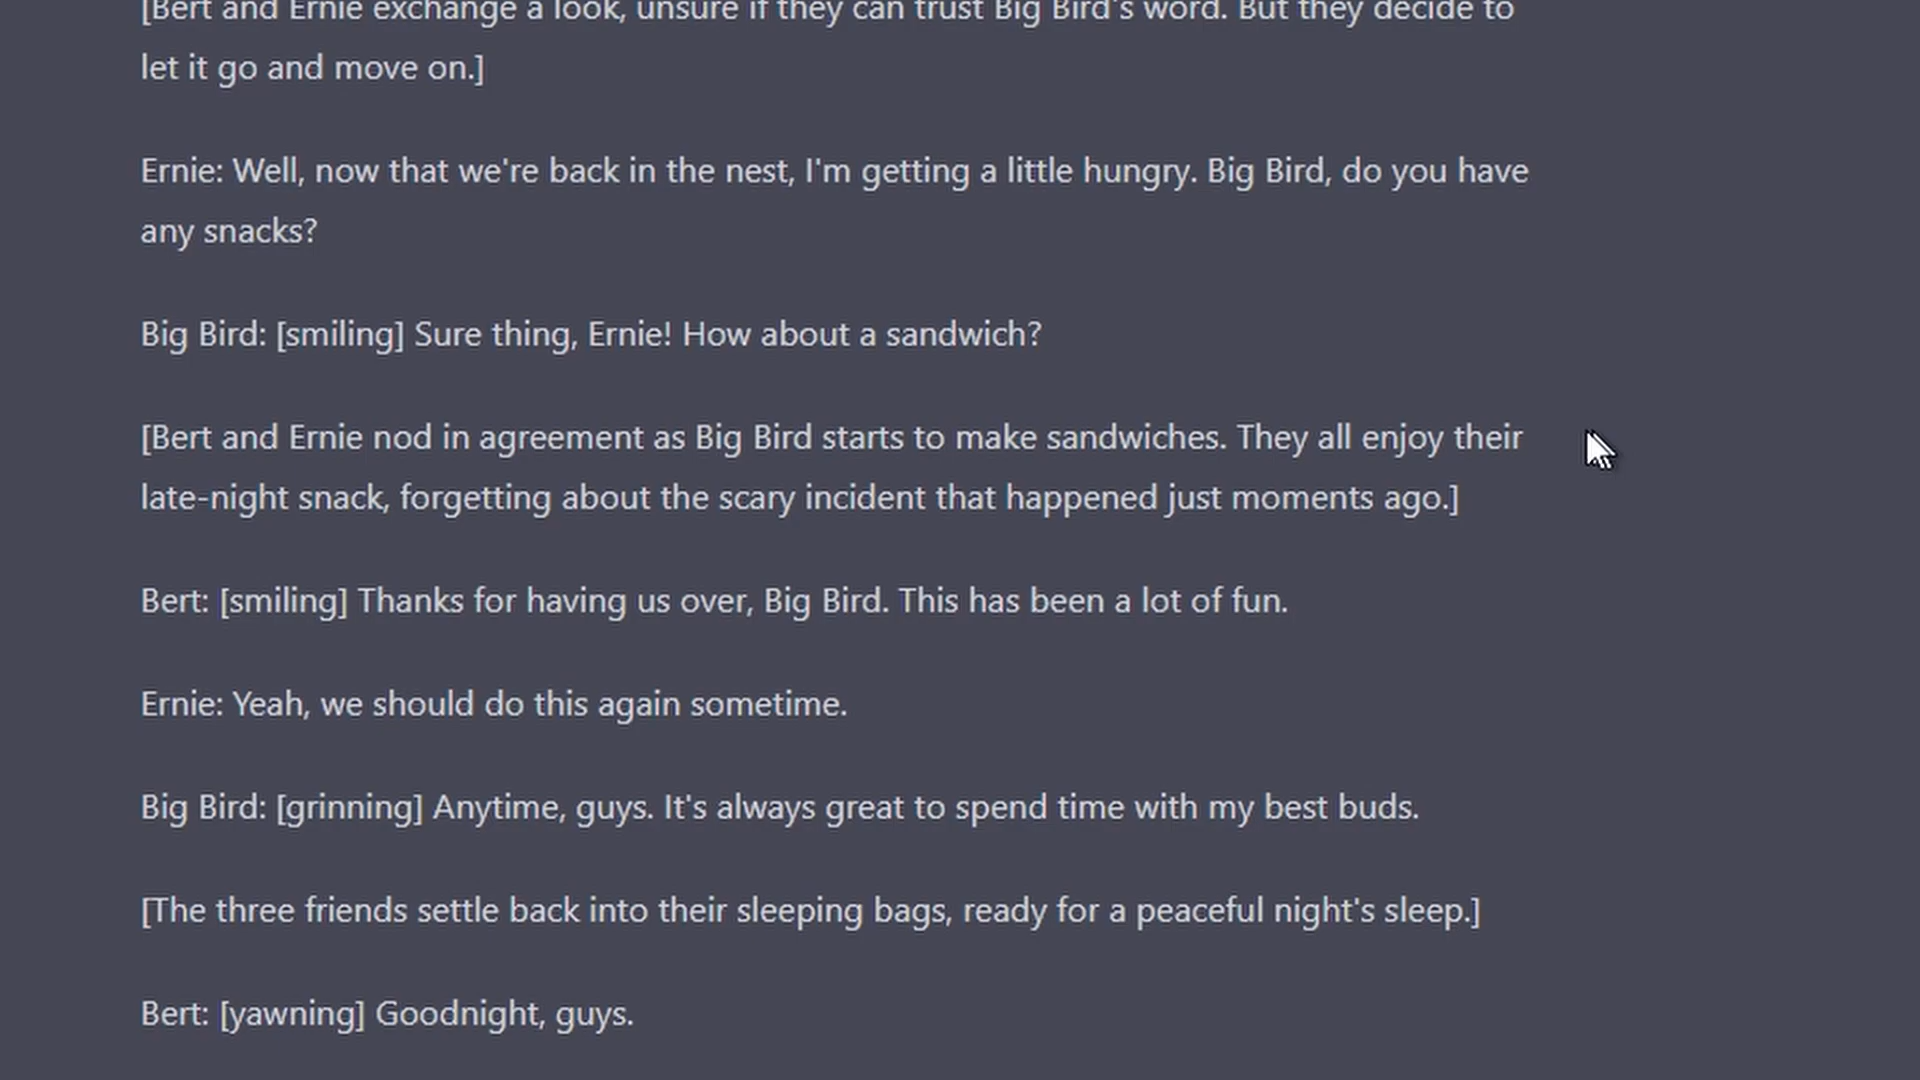 [Bert and Ernie exchange a look, unsure if they can trust Big Bird's word. But they decide to
let it go and move on.]
Ernie: Well, now that we're back in the nest, I'm getting a little hungry. Big Bird, do you have
any snacks?
Big Bird: [smiling] Sure thing, Ernie! How about a sandwich?
[Bert and Ernie nod in agreement as Big Bird starts to make sandwiches. They all enjoy their
late-night snack, forgetting about the scary incident that happened just moments ago.]
Bert: [smiling] Thanks for having us over, Big Bird. This has been a lot of fun.
Ernie: Yeah, we should do this again sometime.
Big Bird: [grinning] Anytime, guys. It's always great to spend time with my best buds.
[The three friends settle back into their sleeping bags, ready for a peaceful night's sleep.]
Bert: [yawning] Goodnight, guys.